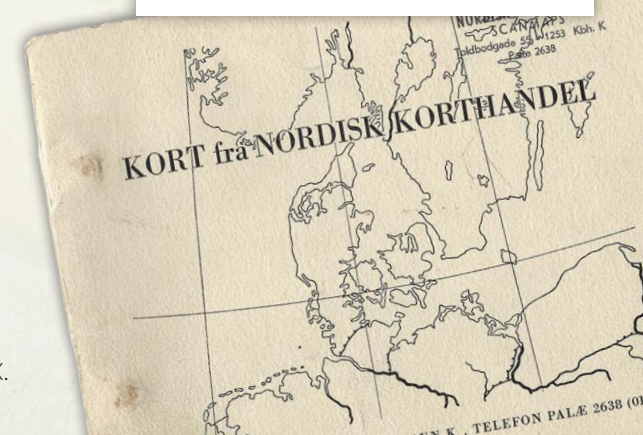 SCANMAPS
Toldbodgade 55 - 1253 Kbh. K
Palæ 2638
KORT fra NORDISK KORTHANDEL
K.
N K . TELEFON PALÆ 2638